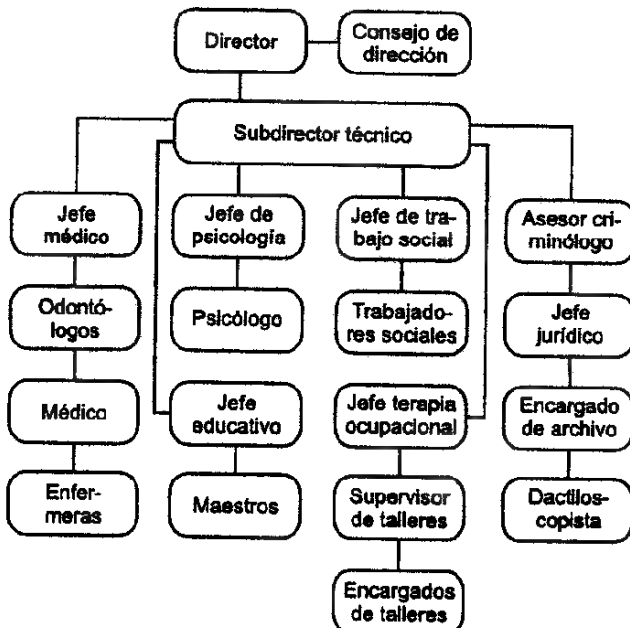 Director
Consejo de
dirección
Subdirector técnico
Jefe
médico
Jefe de
psicología
Jefe de tra-
bajo social
Asesor cri-
minólogo
Odontó-
logos
Psicólogo
Trabajado-
res sociales
Jefe
jurídico
Médico
Jefe
educativo
Jefe terapia
ocupacional
Encargado
de archivo
Enfer-
meras
Maestros
Supervisor
de talleres
Dactilos-
copista
Encargados
de talleres